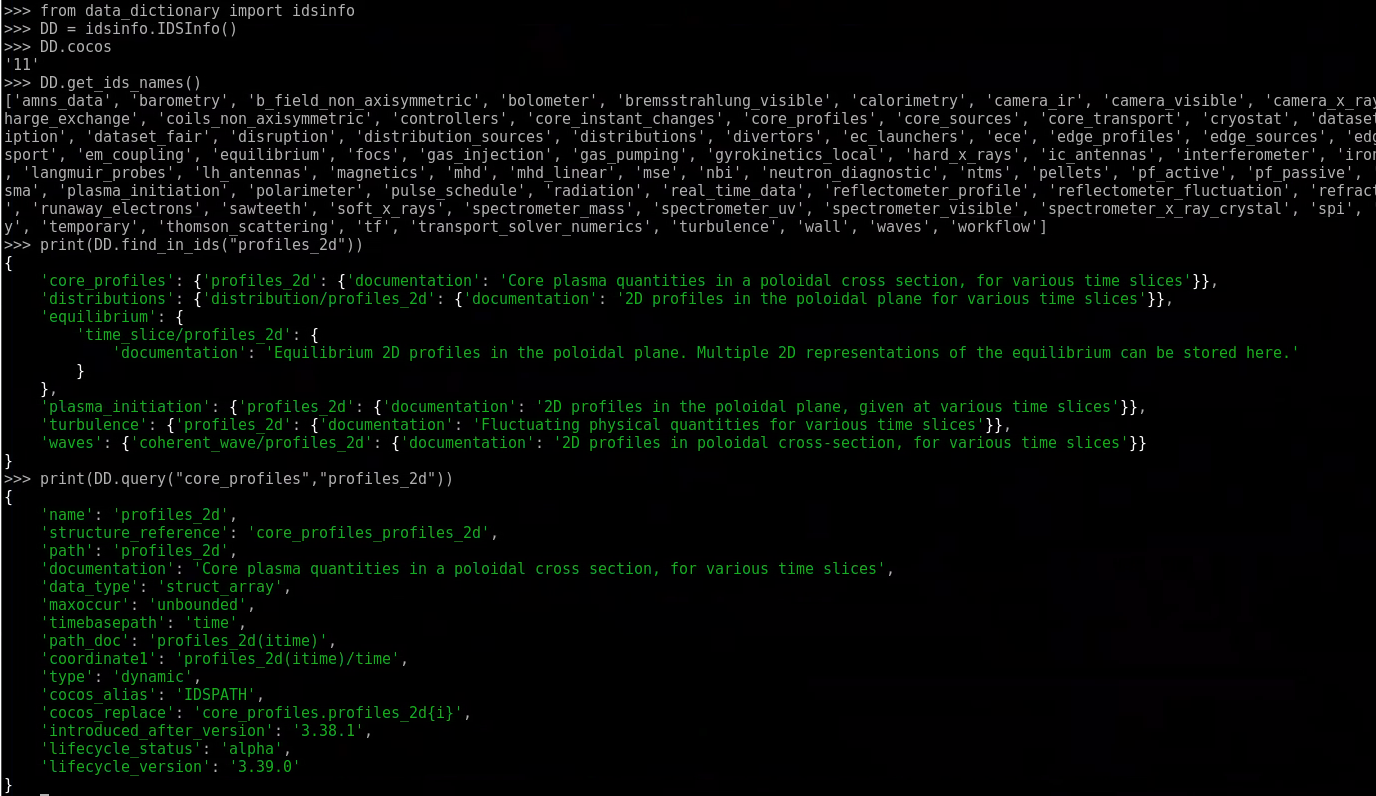 >>> from data_dictionary import idsinfo
>>> DD = idsinfo.IDSInfo()
>>> DD.cocos
'11'
>>> DD.get_ids_names()
['amns_data', 'barometry', 'b_field_non_axisymmetric', 'bolometer', 'bremsstrahlung_visible', 'calorimetry', 'camera_ir', 'camera_visible', 'camera_x_ray
harge_exchange', 'coils_non_axisymmetric', 'controllers', 'core_instant_changes', 'core_profiles', 'core_sources', 'core_transport', 'cryostat', 'dataset
iption', 'dataset_fair', 'disruption', 'distribution_sources', 'distributions', 'divertors', 'ec_launchers', 'ece', 'edge_profiles', 'edge_sources', 'edg
sport', 'em_coupling', 'equilibrium', 'focs', 'gas_injection', 'gas_pumping', 'gyrokinetics_local', 'hard_x_rays', 'ic_antennas', 'interferometer', 'iron
, 'langmuir_probes', 'lh_antennas', 'magnetics', 'mhd', 'mhd_linear', 'mse', 'nbi', 'neutron_diagnostic', 'ntms', 'pellets', 'pf_active', 'pf_passive', '
sma', 'plasma_initiation', 'polarimeter', 'pulse_schedule', 'radiation', 'real_time_data', 'reflectometer_profile', 'reflectometer_fluctuation', 'refract
', 'runaway_electrons', 'sawteeth', 'soft_x_rays', 'spectrometer_mass', 'spectrometer_uv', 'spectrometer_visible', 'spectrometer_x_ray_crystal', 'spi', '
y', 'temporary', 'thomson_scattering', 'tf', 'transport_solver_numerics', 'turbulence', 'wall', 'waves', 'workflow']
>>> print(DD.find_in_ids("profiles_2d"))
{
    'core_profiles': {'profiles_2d': {'documentation': 'Core plasma quantities in a poloidal cross section, for various time slices'}},
    'distributions': {'distribution/profiles_2d': {'documentation': '2D profiles in the poloidal plane for various time slices'}},
    'equilibrium': {
        'time_slice/profiles_2d': {
            'documentation': 'Equilibrium 2D profiles in the poloidal plane. Multiple 2D representations of the equilibrium can be stored here.'
        }
    },
    'plasma_initiation': {'profiles_2d': {'documentation': '2D profiles in the poloidal plane, given at various time slices'}},
    'turbulence': {'profiles_2d': {'documentation': 'Fluctuating physical quantities for various time slices'}},
    'waves': {'coherent_wave/profiles_2d': {'documentation': '2D profiles in poloidal cross-section, for various time slices'}}
}
>>> print(DD.query("core_profiles","profiles_2d"))
{
    'name': 'profiles_2d',
    'structure_reference': 'core_profiles_profiles_2d',
    'path': 'profiles_2d',
    'documentation': 'Core plasma quantities in a poloidal cross section, for various time slices',
    'data_type': 'struct_array',
    'maxoccur': 'unbounded',
    'timebasepath': 'time',
    'path_doc': 'profiles_2d(itime)',
    'coordinate1': 'profiles_2d(itime)/time',
    'type': 'dynamic',
    'cocos_alias': 'IDSPATH',
    'cocos_replace': 'core_profiles.profiles_2d{i}',
    'introduced_after_version': '3.38.1',
    'lifecycle_status': 'alpha',
    'lifecycle_version': '3.39.0'
}